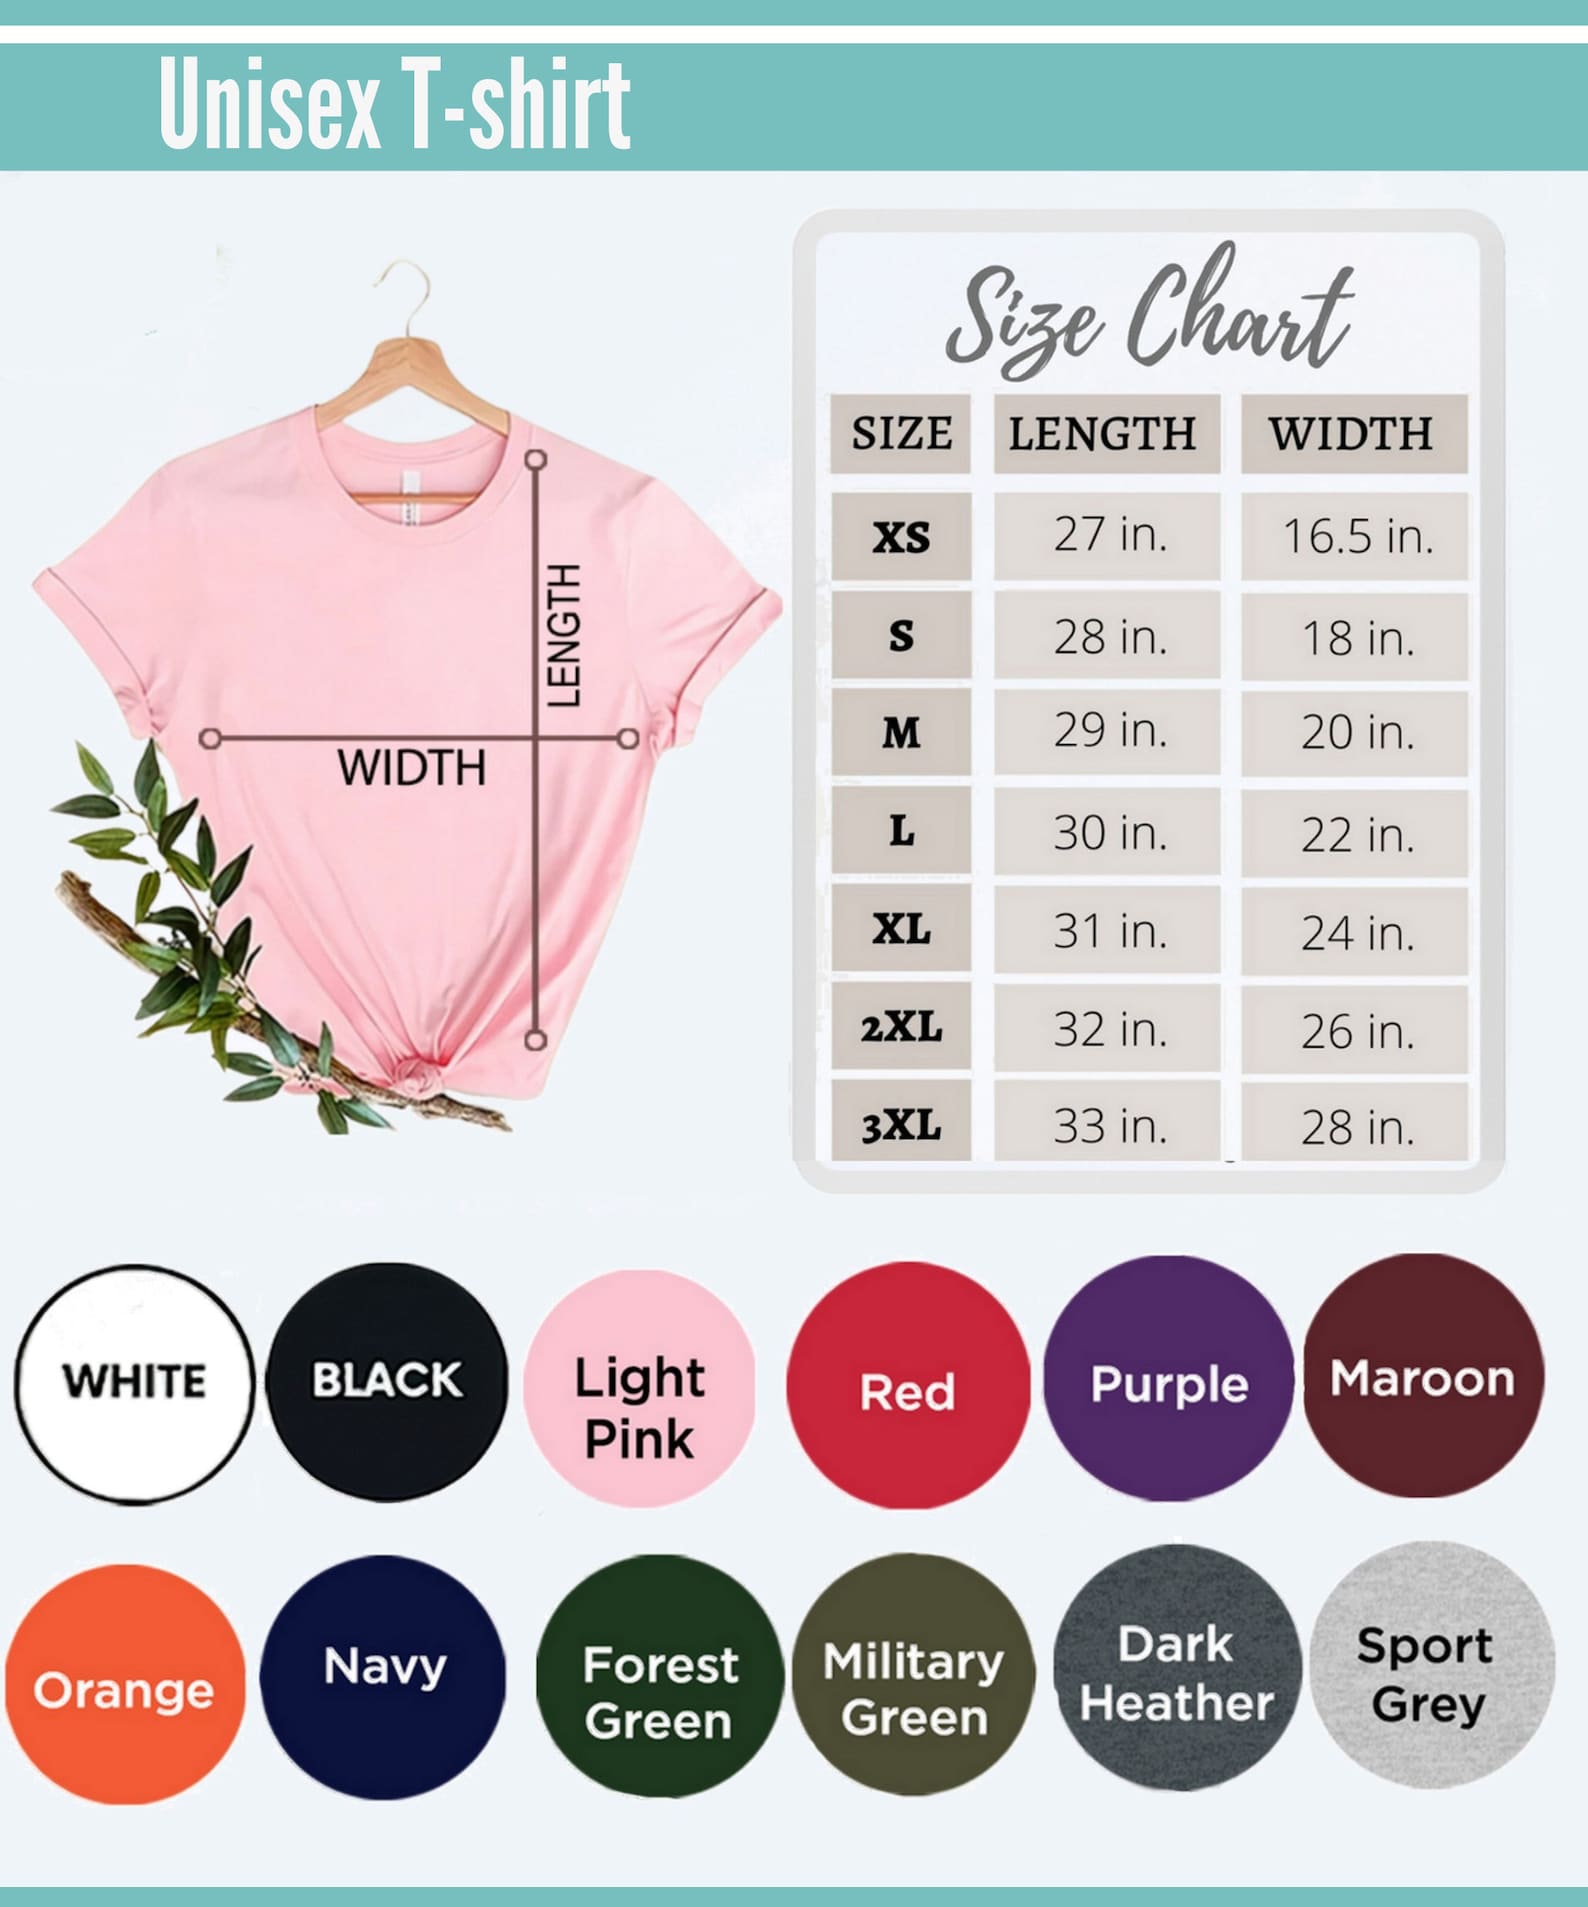 Unisex T-shirt
LENGTH
WIDTH
Size Chart
SIZE LENGTH WIDTH
XS 27 in. 16.5 in.
S 28 in. 18 in.
M 29 in. 20 in.
L 30 in. 22 in.
XL 31 in. 24 in.
2XL 32 in. 26 in.
3XL 33 in. 28 in.
WHITE
BLACK
Light
Pink
Red
Purple
Maroon
Orange
Navy
Forest
Green
Military
Green
Dark
Heather
Sport
Grey